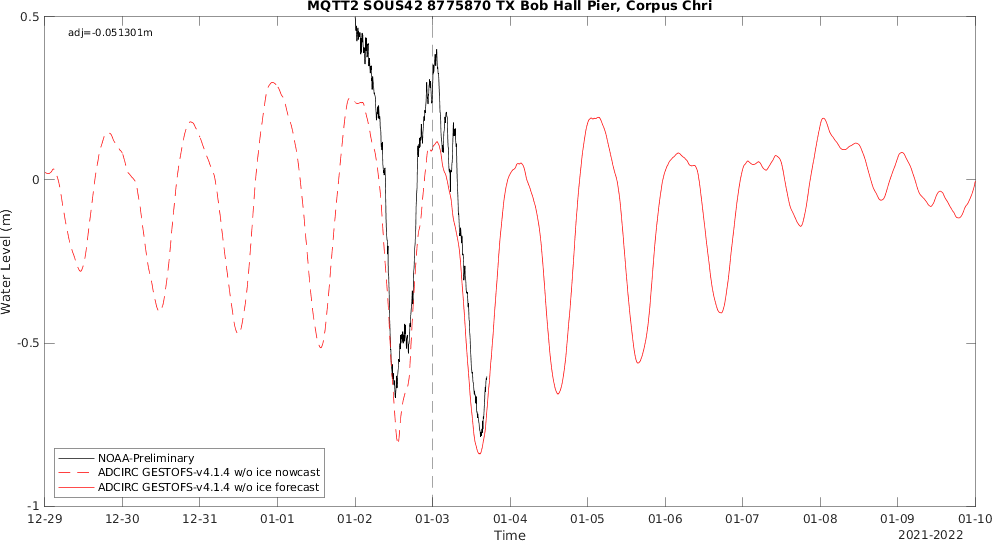 MQTT2 SOUS42 8775870 TX Bob Hall Pier, Corpus Chri
adj=-0.051301m
0.5
0
-0.5
-1
Water Level (m)
NOAA-Preliminary
ADCIRC GESTOFS-v4.1.4 w/o ice nowcast
ADCIRC GESTOFS-v4.1.4 w/o ice forecast
12-29 12-30 12-31 01-01 01-02 01-03 01-04 01-05 01-06 01-07 01-08 01-09 01-10
Time
2021-2022